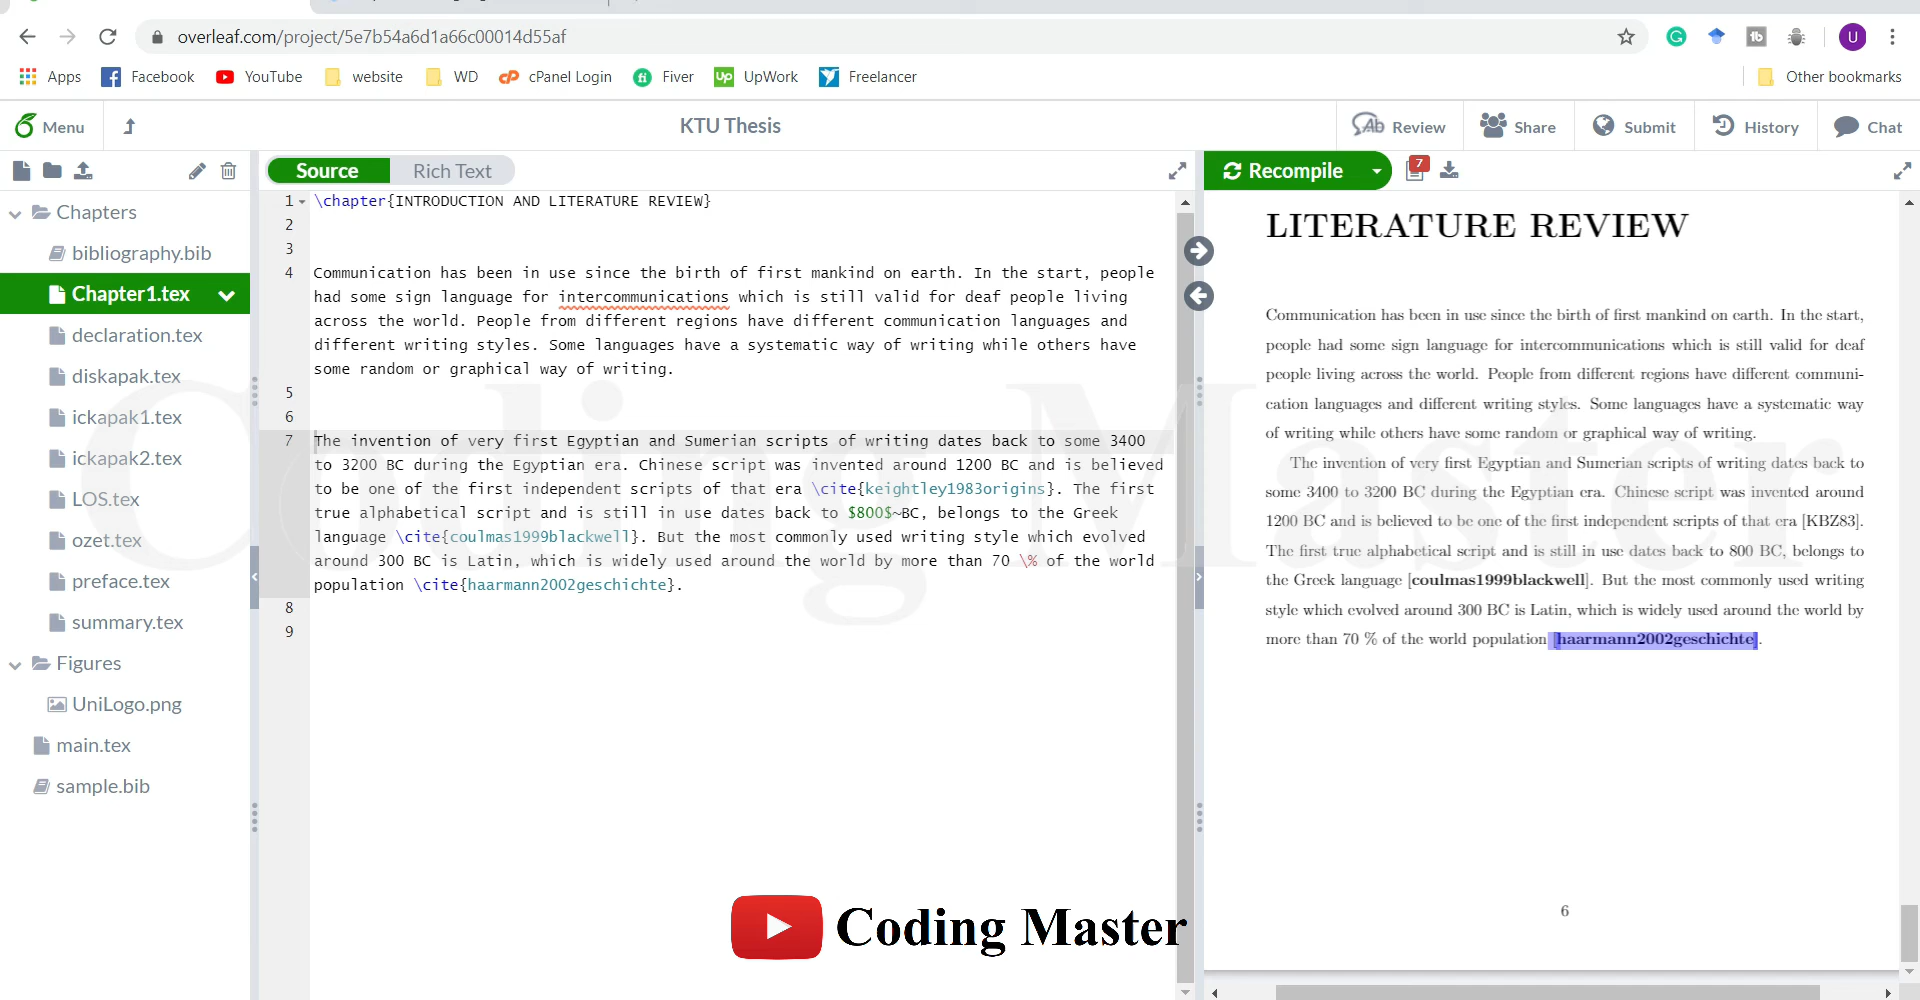 overleaf.com/project/5e7b54a6d1a66c00014d55af
U
Apps Facebook YouTube website WD cPanel Login Fiver UpWork Freelancer Other bookmarks
Menu KTU Thesis Review Share Submit History Chat
Source Rich Text Recompile 7
Chapters
bibliography.bib
Chapter1.tex
declaration.tex
diskapak.tex
ickapak1.tex
ickapak2.tex
LOS.tex
ozet.tex
preface.tex
summary.tex
Figures
UniLogo.png
main.tex
sample.bib
1 \chapter{INTRODUCTION AND LITERATURE REVIEW}
2
3
4 Communication has been in use since the birth of first mankind on earth. In the start, people
had some sign language for intercommunications which is still valid for deaf people living
across the world. People from different regions have different communication languages and
different writing styles. Some languages have a systematic way of writing while others have
some random or graphical way of writing.
5
6
7 The invention of very first Egyptian and Sumerian scripts of writing dates back to some 3400
to 3200 BC during the Egyptian era. Chinese script was invented around 1200 BC and is believed
to be one of the first independent scripts of that era \cite{keightley1983origins}. The first
true alphabetical script and is still in use dates back to $800$~BC, belongs to the Greek
language \cite{coulmas1999blackwell}. But the most commonly used writing style which evolved
around 300 BC is Latin, which is widely used around the world by more than 70 \% of the world
population \cite{haarmann2002geschichte}.
8
9
LITERATURE REVIEW
Communication has been in use since the birth of first mankind on earth. In the start,
people had some sign language for intercommunications which is still valid for deaf
people living across the world. People from different regions have different communi-
cation languages and different writing styles. Some languages have a systematic way
of writing while others have some random or graphical way of writing.
The invention of very first Egyptian and Sumerian scripts of writing dates back to
some 3400 to 3200 BC during the Egyptian era. Chinese script was invented around
1200 BC and is believed to be one of the first independent scripts of that era [KBZ83].
The first true alphabetical script and is still in use dates back to 800 BC, belongs to
the Greek language [coulmas1999blackwell]. But the most commonly used writing
style which evolved around 300 BC is Latin, which is widely used around the world by
more than 70 % of the world population [haarmann2002geschichte].
6
Coding Master
Coding Master